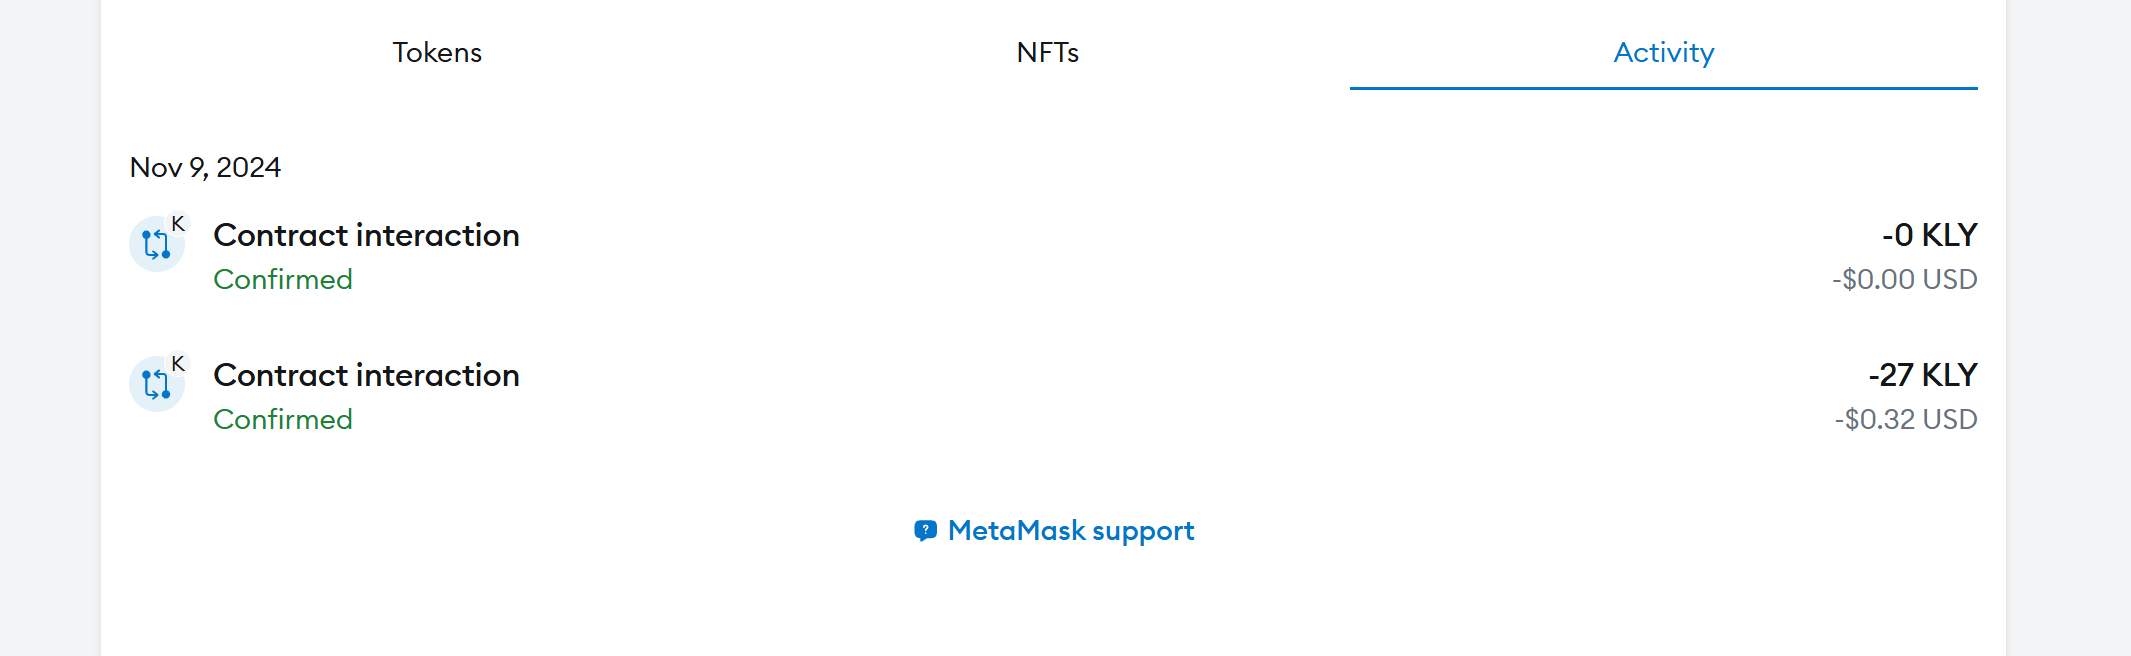 Tokens NFTs Activity
Nov 9, 2024
K
Contract interaction -0 KLY
Confirmed -$0.00 USD
K
Contract interaction -27 KLY
Confirmed -$0.32 USD
? MetaMask support